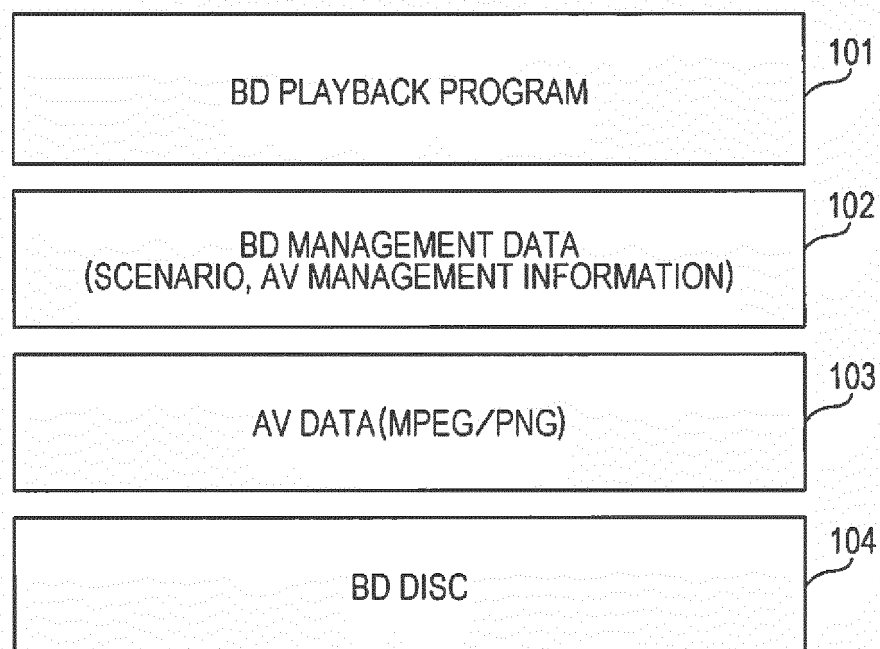 BD PLAYBACK PROGRAM
101
BD MANAGEMENT DATA
(SCENARIO, AV MANAGEMENT INFORMATION)
102
AV DATA(MPEG/PNG)
103
BD DISC
104